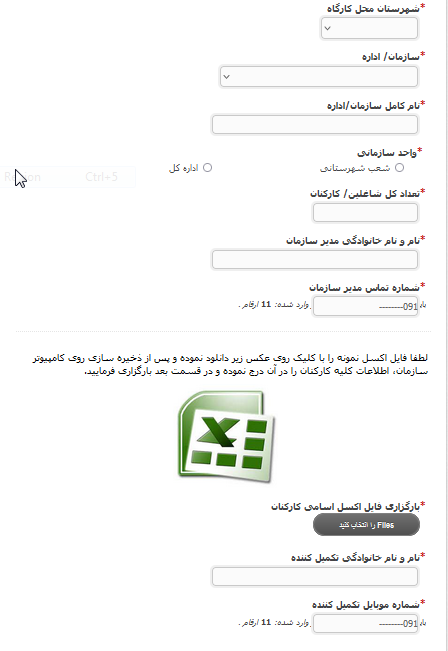 *شهرستان محل کارگاه
*سازمان/ اداره
*نام کامل سازمان/اداره
*واحد سازمانی
شعب شهرستانی
اداره کل
Ctrl+5
*تعداد کل شاغلین/ کارکنان
*نام و نام خانوادگی مدیر سازمان
*شماره تماس مدیر سازمان
091--------
وارد شده: 11 ارقام.
لطفا فایل اکسل نمونه را با کلیک روی عکس زیر دانلود نموده و پس از ذخیره سازی روی کامپیوتر
سازمان، اطلاعات کلیه کارکنان را در آن درج نموده و در قسمت بعد بارگزاری فرمایید.
*بارگزاری فایل اکسل اسامی کارکنان
Files را انتخاب کنید
*نام و نام خانوادگی تکمیل کننده
*شماره موبایل تکمیل کننده
091--------
وارد شده: 11 ارقام.